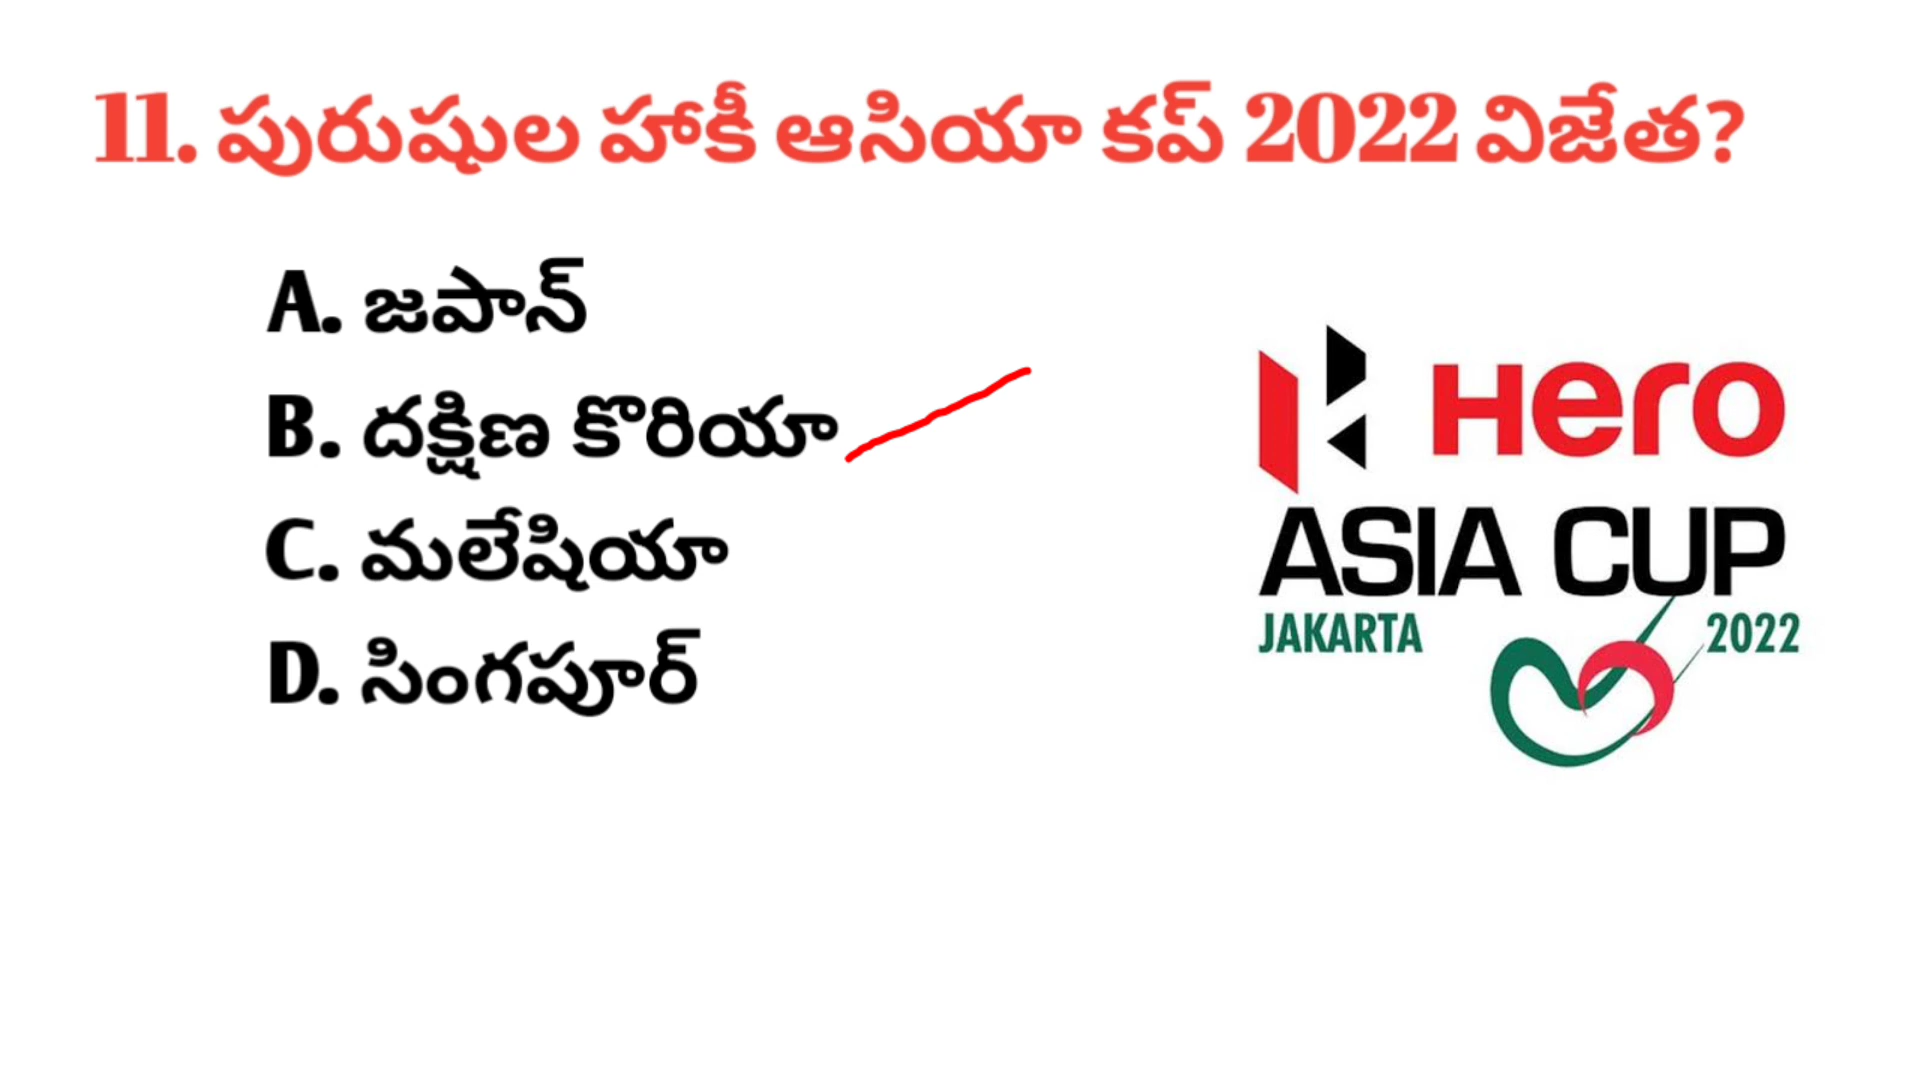 11. పురుషుల హాకీ ఆసియా కప్ 2022 విజేత?
A. జపాన్
B. దక్షిణ కొరియా
C. మలేషియా
D. సింగపూర్
Hero
ASIA CUP
JAKARTA 2022